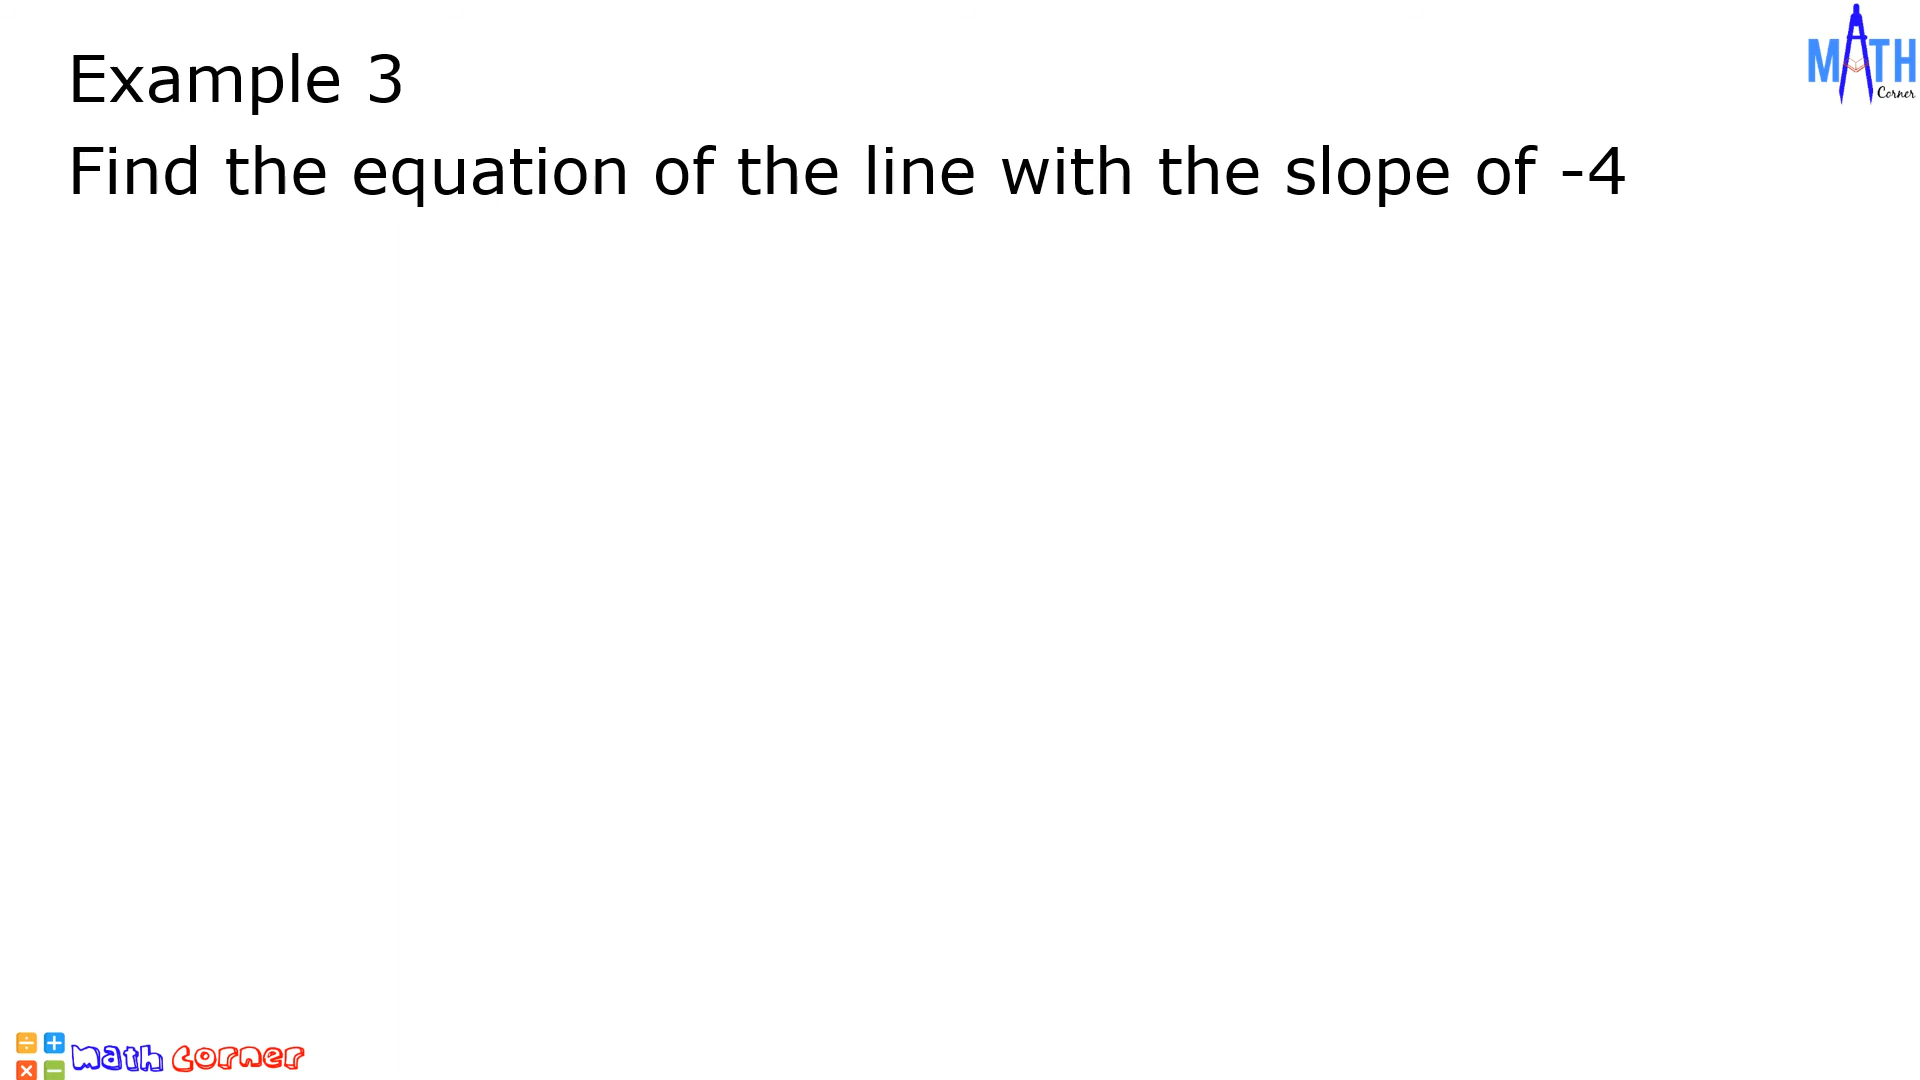 Example 3
MATH
Corner
Find the equation of the line with the slope of -4
math corner